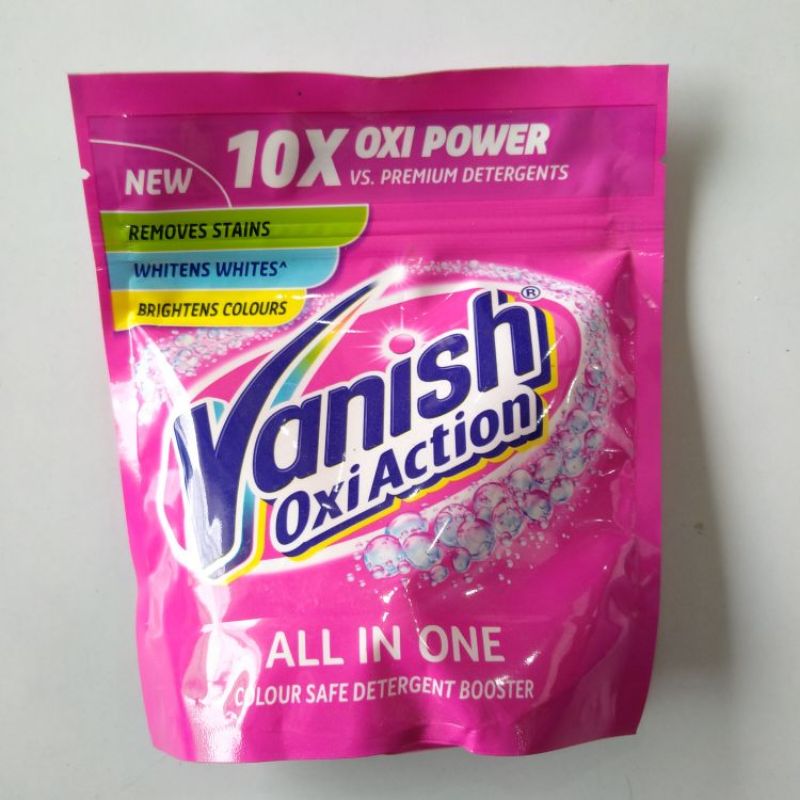 NEW
10X OXI POWER
VS. PREMIUM DETERGENTS
REMOVES STAINS
WHITENS WHITES^
BRIGHTENS COLOURS
Vanish®
Oxi Action
ALL IN ONE
COLOUR SAFE DETERGENT BOOSTER